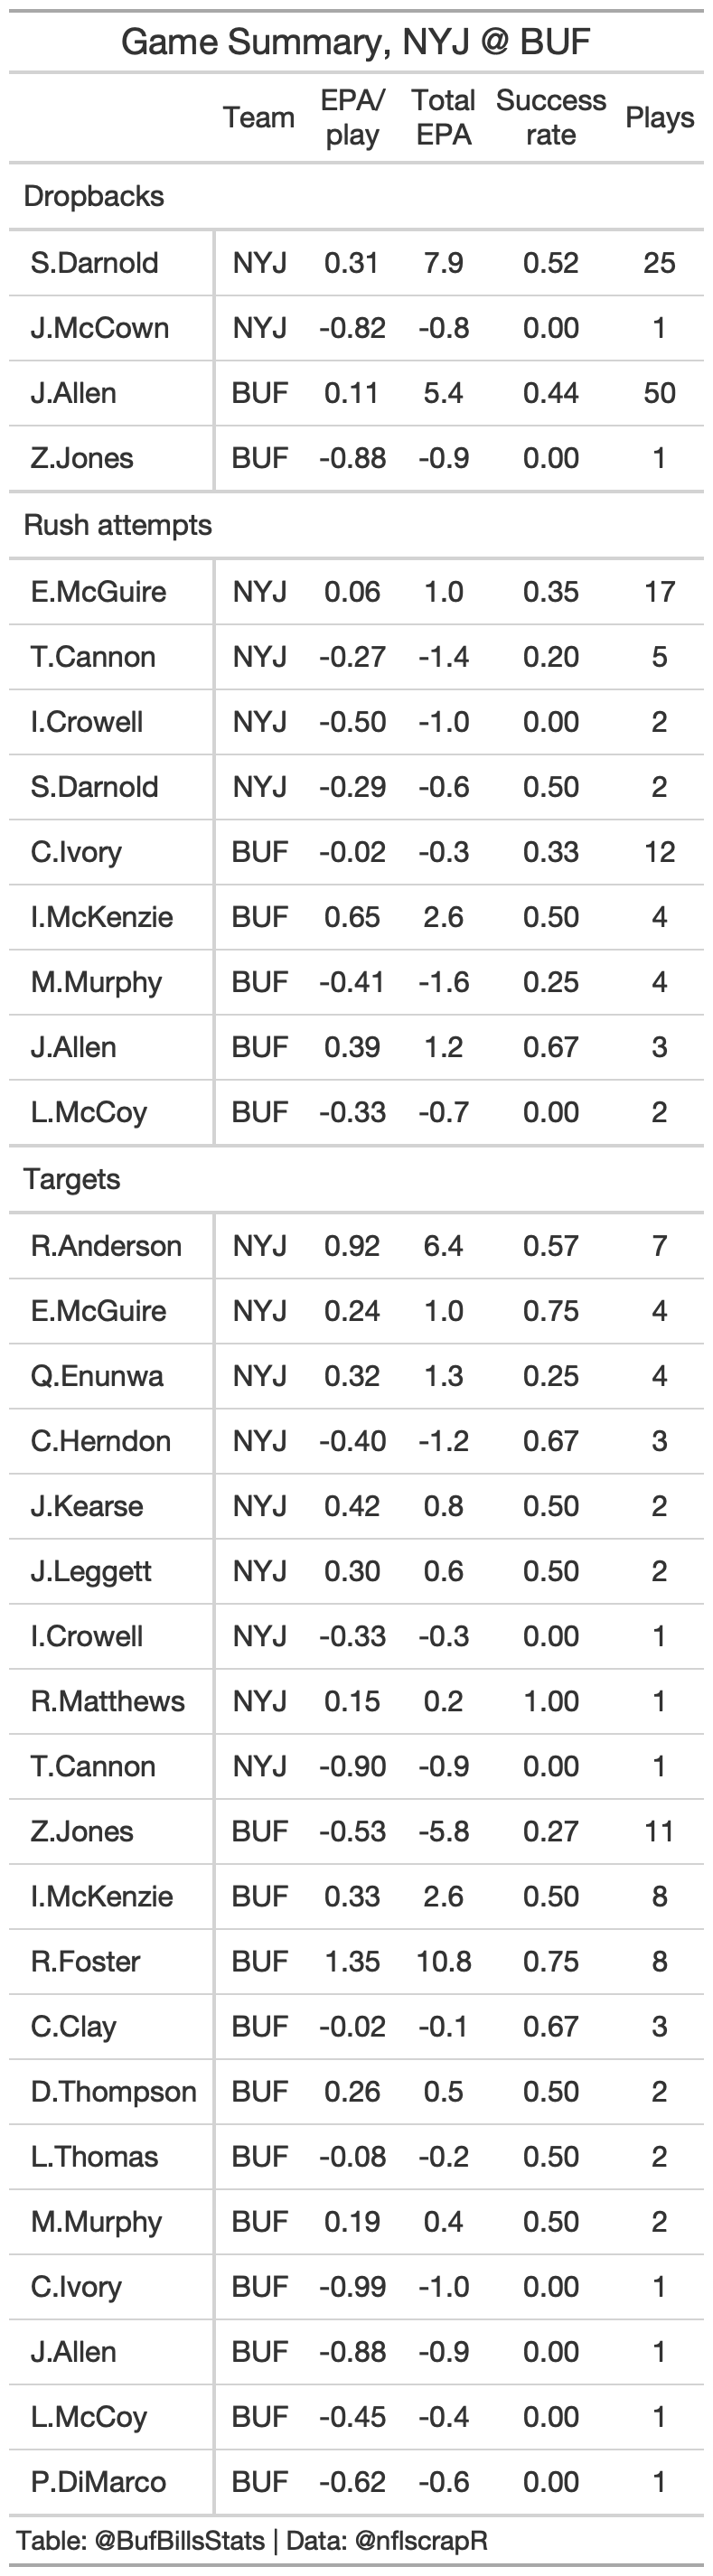 Game Summary, NYJ @ BUF
Team EPA/ play Total EPA Success rate Plays
Dropbacks
S.Darnold NYJ 0.31 7.9 0.52 25
J.McCown NYJ -0.82 -0.8 0.00 1
J.Allen BUF 0.11 5.4 0.44 50
Z.Jones BUF -0.88 -0.9 0.00 1
Rush attempts
E.McGuire NYJ 0.06 1.0 0.35 17
T.Cannon NYJ -0.27 -1.4 0.20 5
I.Crowell NYJ -0.50 -1.0 0.00 2
S.Darnold NYJ -0.29 -0.6 0.50 2
C.Ivory BUF -0.02 -0.3 0.33 12
I.McKenzie BUF 0.65 2.6 0.50 4
M.Murphy BUF -0.41 -1.6 0.25 4
J.Allen BUF 0.39 1.2 0.67 3
L.McCoy BUF -0.33 -0.7 0.00 2
Targets
R.Anderson NYJ 0.92 6.4 0.57 7
E.McGuire NYJ 0.24 1.0 0.75 4
Q.Enunwa NYJ 0.32 1.3 0.25 4
C.Herndon NYJ -0.40 -1.2 0.67 3
J.Kearse NYJ 0.42 0.8 0.50 2
J.Leggett NYJ 0.30 0.6 0.50 2
I.Crowell NYJ -0.33 -0.3 0.00 1
R.Matthews NYJ 0.15 0.2 1.00 1
T.Cannon NYJ -0.90 -0.9 0.00 1
Z.Jones BUF -0.53 -5.8 0.27 11
I.McKenzie BUF 0.33 2.6 0.50 8
R.Foster BUF 1.35 10.8 0.75 8
C.Clay BUF -0.02 -0.1 0.67 3
D.Thompson BUF 0.26 0.5 0.50 2
L.Thomas BUF -0.08 -0.2 0.50 2
M.Murphy BUF 0.19 0.4 0.50 2
C.Ivory BUF -0.99 -1.0 0.00 1
J.Allen BUF -0.88 -0.9 0.00 1
L.McCoy BUF -0.45 -0.4 0.00 1
P.DiMarco BUF -0.62 -0.6 0.00 1
Table: @BufBillsStats | Data: @nflscrapR